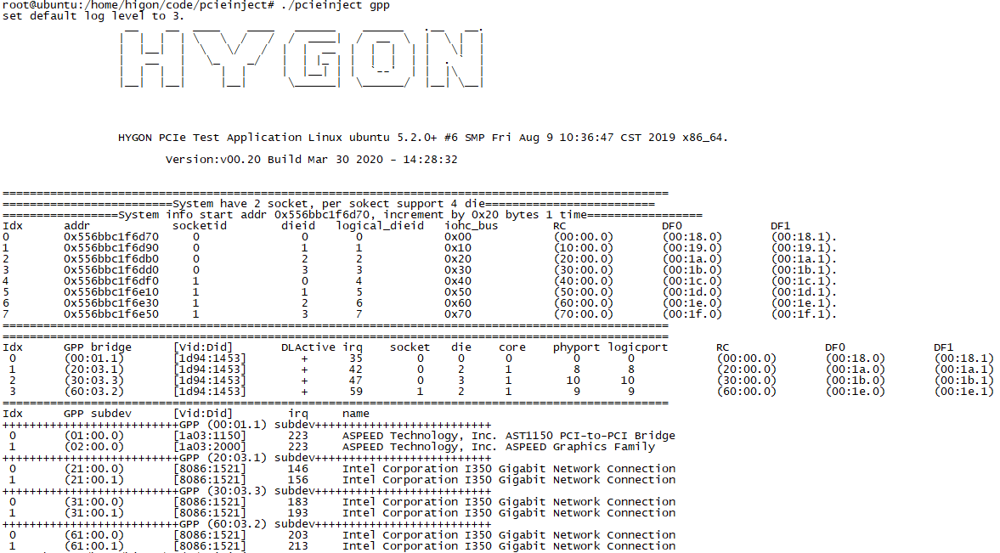 root@ubuntu:/home/higon/code/pcieinject# ./pcieinject gpp
set default log level to 3.
HYGON
HYGON PCIe Test Application Linux ubuntu 5.2.0+ #6 SMP Fri Aug 9 10:36:47 CST 2019 x86_64.
Version:v00.20 Build Mar 30 2020 - 14:28:32
==================================================================================================
=========================System have 2 socket, per sokect support 4 die=========================
=================System info start addr 0x556bbc1f6d70, increment by 0x20 bytes 1 time=================
Idx addr socketid dieid logical_dieid iohc_bus RC DF0 DF1
0 0x556bbc1f6d70 0 0 0 0x00 (00:00.0) (00:18.0) (00:18.1).
1 0x556bbc1f6d90 0 1 1 0x10 (10:00.0) (00:19.0) (00:19.1).
2 0x556bbc1f6db0 0 2 2 0x20 (20:00.0) (00:1a.0) (00:1a.1).
3 0x556bbc1f6dd0 0 3 3 0x30 (30:00.0) (00:1b.0) (00:1b.1).
4 0x556bbc1f6df0 1 0 4 0x40 (40:00.0) (00:1c.0) (00:1c.1).
5 0x556bbc1f6e10 1 1 5 0x50 (50:00.0) (00:1d.0) (00:1d.1).
6 0x556bbc1f6e30 1 2 6 0x60 (60:00.0) (00:1e.0) (00:1e.1).
7 0x556bbc1f6e50 1 3 7 0x70 (70:00.0) (00:1f.0) (00:1f.1).
==================================================================================================
==================================================================================================
Idx GPP bridge [Vid:Did] DLActive irq socket die core phyport logicport RC DF0 DF1
0 (00:01.1) [1d94:1453] + 35 0 0 0 0 0 (00:00.0) (00:18.0) (00:18.1)
1 (20:03.1) [1d94:1453] + 42 0 2 1 8 8 (20:00.0) (00:1a.0) (00:1a.1)
2 (30:03.3) [1d94:1453] + 47 0 3 1 10 10 (30:00.0) (00:1b.0) (00:1b.1)
3 (60:03.2) [1d94:1453] + 59 1 2 1 9 9 (60:00.0) (00:1e.0) (00:1e.1)
==================================================================================================
Idx GPP subdev [Vid:Did] irq name
++++++++++++++++++++++++++GPP (00:01.1) subdev++++++++++++++++++++++++++
0 (01:00.0) [1a03:1150] 223 ASPEED Technology, Inc. AST1150 PCI-to-PCI Bridge
1 (02:00.0) [1a03:2000] 223 ASPEED Technology, Inc. ASPEED Graphics Family
++++++++++++++++++++++++++GPP (20:03.1) subdev++++++++++++++++++++++++++
0 (21:00.0) [8086:1521] 146 Intel Corporation I350 Gigabit Network Connection
1 (21:00.1) [8086:1521] 156 Intel Corporation I350 Gigabit Network Connection
++++++++++++++++++++++++++GPP (30:03.3) subdev++++++++++++++++++++++++++
0 (31:00.0) [8086:1521] 183 Intel Corporation I350 Gigabit Network Connection
1 (31:00.1) [8086:1521] 193 Intel Corporation I350 Gigabit Network Connection
++++++++++++++++++++++++++GPP (60:03.2) subdev++++++++++++++++++++++++++
0 (61:00.0) [8086:1521] 203 Intel Corporation I350 Gigabit Network Connection
1 (61:00.1) [8086:1521] 213 Intel Corporation I350 Gigabit Network Connection